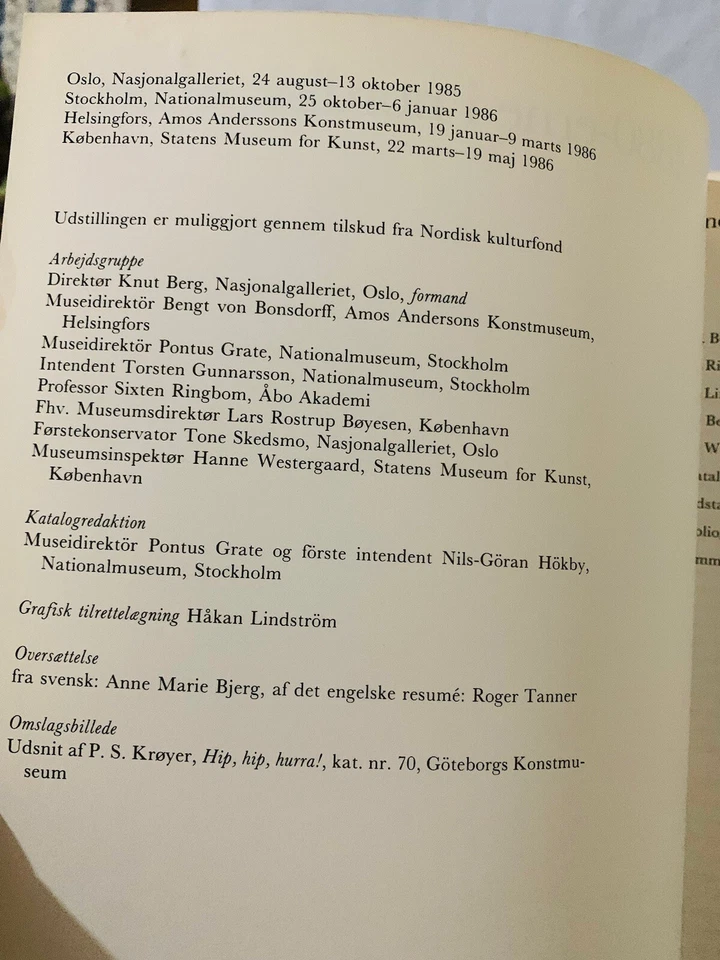 Oslo, Nasjonalgalleriet, 24 august–13 oktober 1985
Stockholm, Nationalmuseum, 25 oktober–6 januar 1986
Helsingfors, Amos Anderssons Konstmuseum, 19 januar–9 marts 1986
København, Statens Museum for Kunst, 22 marts–19 maj 1986
Udstillingen er muliggjort gennem tilskud fra Nordisk kulturfond
Arbejdsgruppe
Direktør Knut Berg, Nasjonalgalleriet, Oslo, formand
Museidirektör Bengt von Bonsdorff, Amos Andersons Konstmuseum,
Helsingfors
Museidirektör Pontus Grate, Nationalmuseum, Stockholm
Intendent Torsten Gunnarsson, Nationalmuseum, Stockholm
Professor Sixten Ringbom, Åbo Akademi
Fhv. Museumsdirektør Lars Rostrup Bøyesen, København
Førstekonservator Tone Skedsmo, Nasjonalgalleriet, Oslo
Museumsinspektør Hanne Westergaard, Statens Museum for Kunst,
København
Katalogredaktion
Museidirektör Pontus Grate og förste intendent Nils-Göran Hökby,
Nationalmuseum, Stockholm
Grafisk tilrettelægning Håkan Lindström
Oversættelse
fra svensk: Anne Marie Bjerg, af det engelske resumé: Roger Tanner
Omslagsbillede
Udsnit af P. S. Krøyer, Hip, hip, hurra!, kat. nr. 70, Göteborgs Konstmu-
seum